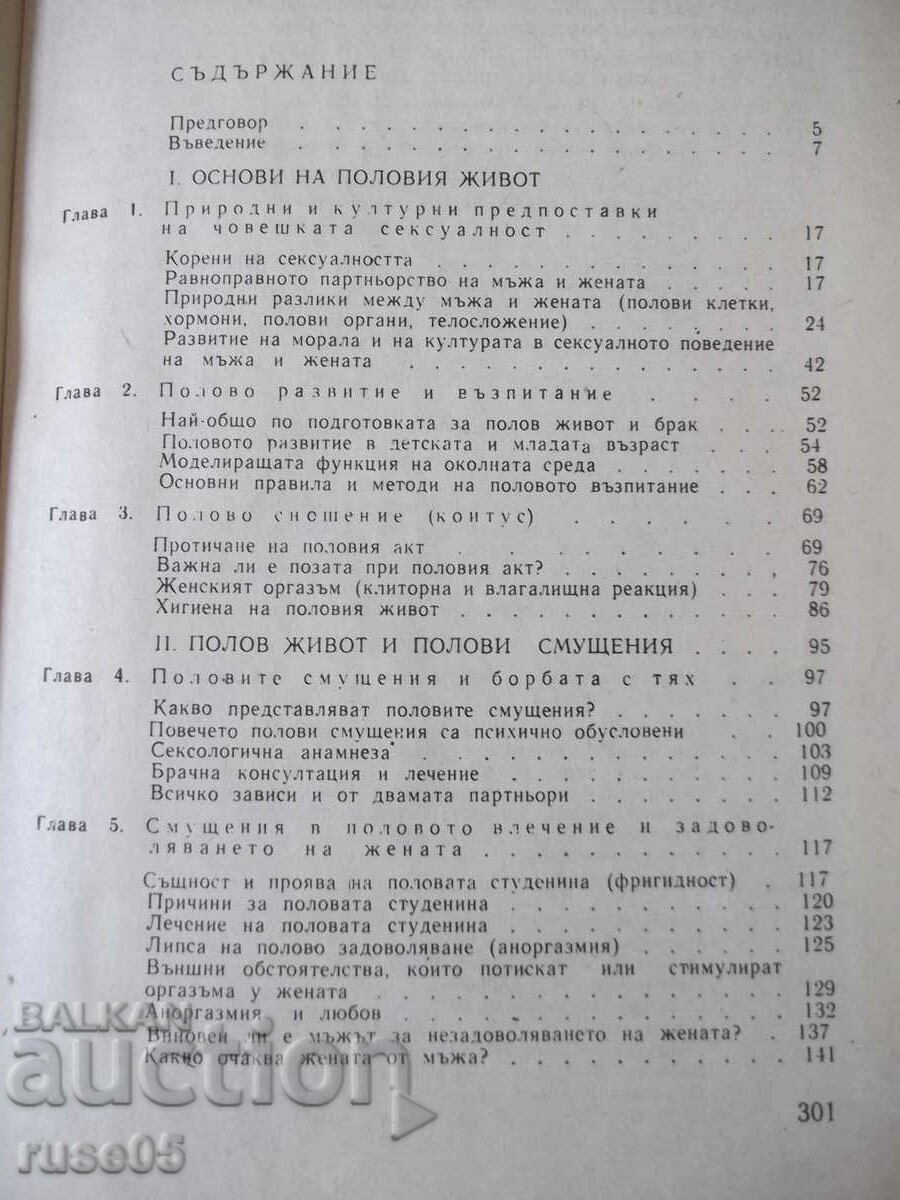 СЪДЪРЖАНИЕ
Предговор . . . . . . . . . . . . . . . . . . 5
Въведение . . . . . . . . . . . . . . . . . . 7
I. ОСНОВИ НА ПОЛОВИЯ ЖИВОТ
Глава 1. Природни и културни предпоставки
на човешката сексуалност . . . . . . . . 17
Корени на сексуалността . . . . . . . . . . . . 17
Равноправното партньорство на мъжа и жената . . . . . 17
Природни разлики между мъжа и жената (полови клетки,
хормони, полови органи, телосложение) . . . . . . . . 24
Развитие на морала и на културата в сексуалното поведение
на мъжа и жената . . . . . . . . . . . . . . . 42
Глава 2. Полово развитие и възпитание . . . . 52
Най-общо по подготовката за полов живот и брак . . . 52
Половото развитие в детската и младата възраст . . . 54
Моделиращата функция на околната среда . . . . . . . 58
Основни правила и методи на половото възпитание . . . 62
Глава 3. Полово сношение (коитус) . . . . . . 69
Протичане на половия акт . . . . . . . . . . . 69
Важна ли е позата при половия акт? . . . . . . . . , 76
Женският оргазъм (клиторна и влагалищна реакция) . . . 79
Хигиена на половия живот . . . . . . . . . . . . 86
II. ПОЛОВ ЖИВОТ И ПОЛОВИ СМУЩЕНИЯ . . . . 95
Глава 4. Половите смущения и борбата с тях . . 97
Какво представляват половите смущения? . . . . . . . 97
Повечето полови смущения са психично обусловени . . 100
Сексологична анамнеза . . . . . . . . . . . . . 103
Брачна консултация и лечение . . . . . . . . . . 109
Всичко зависи и от двамата партньори . . . . . . . . 112
Глава 5. Смущения в половото влечение и задово-
ляването на жената . . . . . . . . . . . . 117
Същност и проява на половата студенина (фригидност) . 117
Причини за половата студенина . . . . . . . . . . 120
Лечение на половата студенина . . . . . . . . . . 123
Липса на полово задоволяване (аноргазмия) . . . . . . 125
Външни обстоятелства, които потискат или стимулират
оргазъма у жената . . . . . . . . . . . . . . . 129
Аноргазмия и любов . . . . . . . . . . . . . . 132
Виновен ли е мъжът за незадоволяването на жената? . 137
Какво очаква жената от мъжа? . . . . . . . . . . 141
301
BALKAN
auction
ruse05